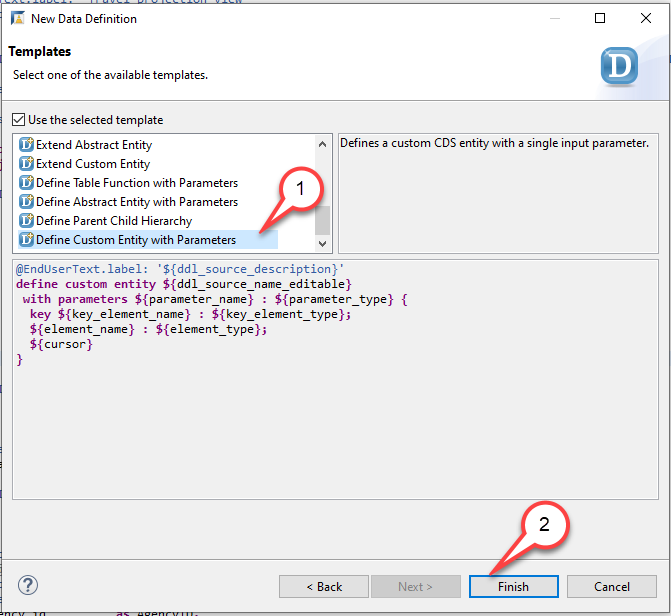 New Data Definition
Templates
Select one of the available templates.
D
Use the selected template
Extend Abstract Entity
Extend Custom Entity
Define Table Function with Parameters
Define Abstract Entity with Parameters
Define Parent Child Hierarchy
Define Custom Entity with Parameters
1
Defines a custom CDS entity with a single input parameter.
@EndUserText.label: '${ddl_source_description}'
define custom entity ${ddl_source_name_editable}
with parameters ${parameter_name} : ${parameter_type} {
key ${key_element_name} : ${key_element_type};
${element_name} : ${element_type};
${cursor}
}
2
?
< Back
Next >
Finish
Cancel